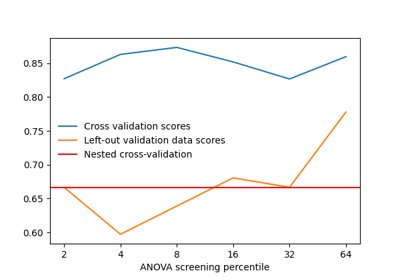 0.85
0.80
0.75
0.70
0.65
0.60
Cross validation scores
Left-out validation data scores
Nested cross-validation
2 4 8 16 32 64
ANOVA screening percentile